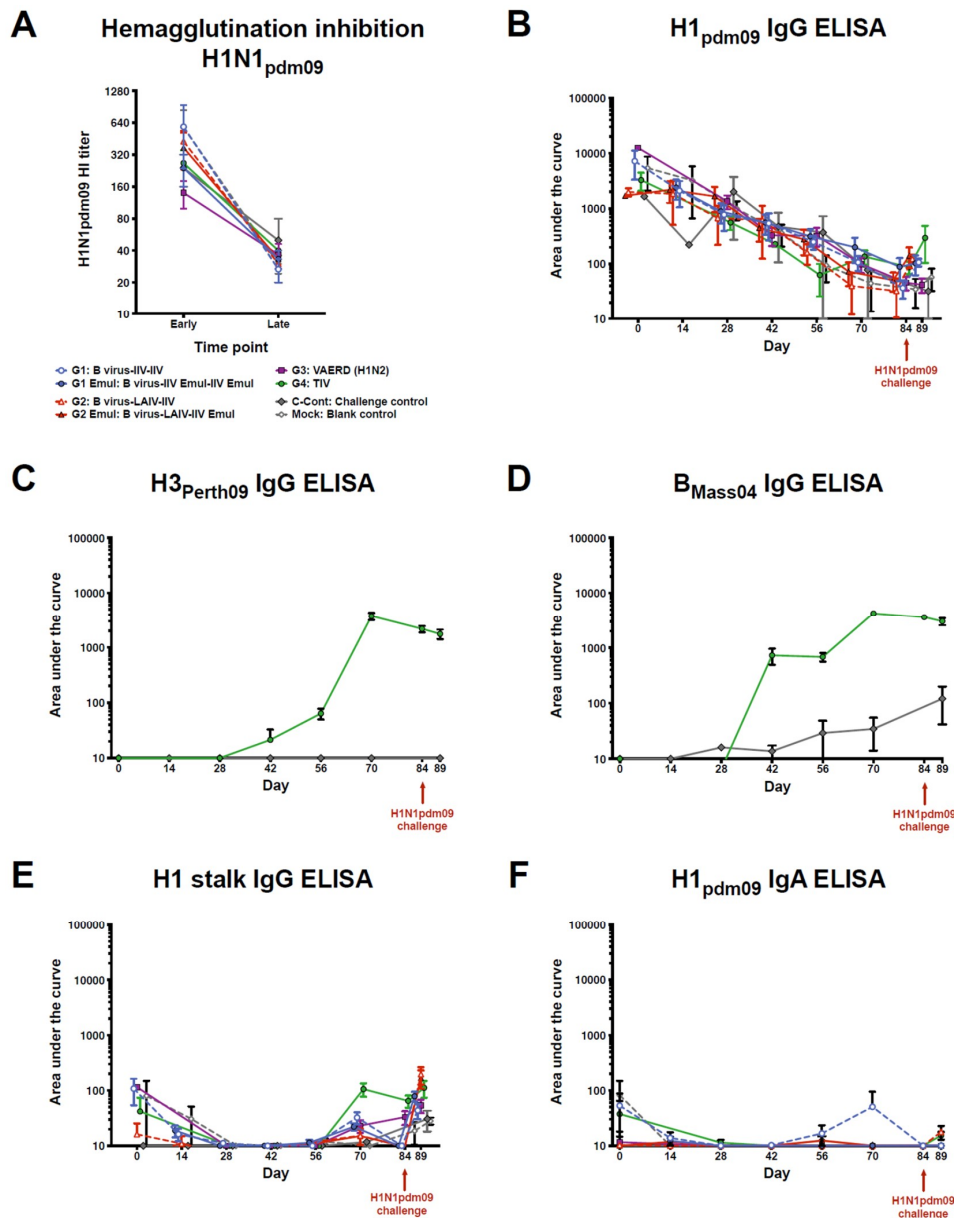 A
Hemagglutination inhibition
H1N1pdm09
H1N1pdm09 HI titer
1280
640
320
160
80
40
20
10
Early Late
Time point
G1: B virus-IIV-IIV
G1 Emul: B virus-IIV Emul-IIV Emul
G2: B virus-LAIV-IIV
G2 Emul: B virus-LAIV-IIV Emul
G3: VAERD (H1N2)
G4: TIV
C-Cont: Challenge control
Mock: Blank control
B
H1pdm09 IgG ELISA
Area under the curve
100000
10000
1000
100
10
0 14 28 42 56 70 84 89
Day
H1N1pdm09
challenge
C
H3Perth09 IgG ELISA
Area under the curve
100000
10000
1000
100
10
0 14 28 42 56 70 84 89
Day
H1N1pdm09
challenge
D
BMass04 IgG ELISA
Area under the curve
100000
10000
1000
100
10
0 14 28 42 56 70 84 89
Day
H1N1pdm09
challenge
E
H1 stalk IgG ELISA
Area under the curve
100000
10000
1000
100
10
0 14 28 42 56 70 84 89
Day
H1N1pdm09
challenge
F
H1pdm09 IgA ELISA
Area under the curve
100000
10000
1000
100
10
0 14 28 42 56 70 84 89
Day
H1N1pdm09
challenge